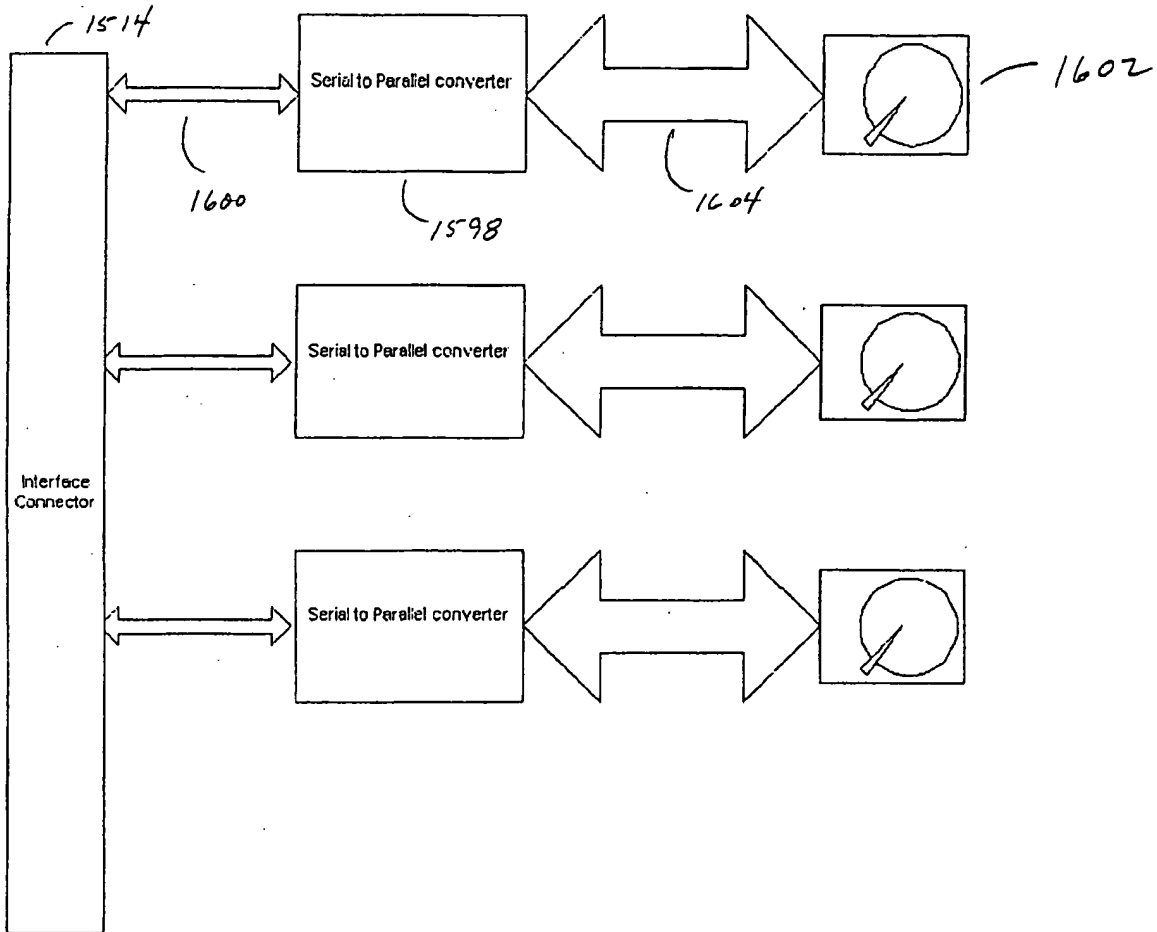 1514
Serial to Parallel converter
1602
1600
1598
1604
Serial to Parallel converter
Interface
Connector
Serial to Parallel converter